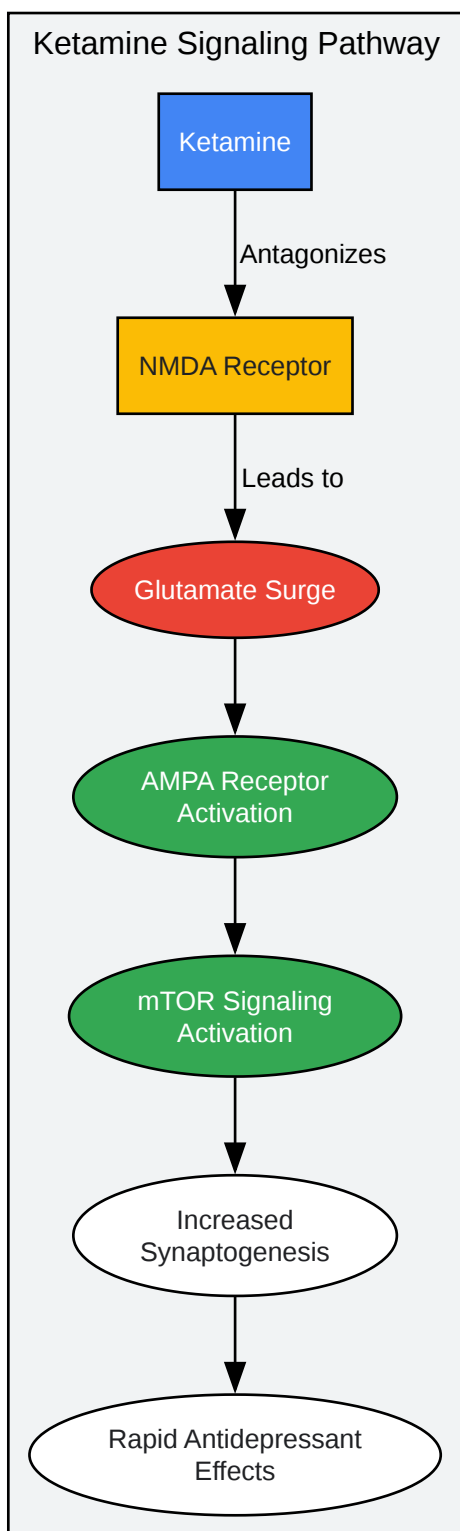 Ketamine Signaling Pathway
Ketamine
Antagonizes
NMDA Receptor
Leads to
Glutamate Surge
AMPA Receptor
Activation
mTOR Signaling
Activation
Increased
Synaptogenesis
Rapid Antidepressant
Effects